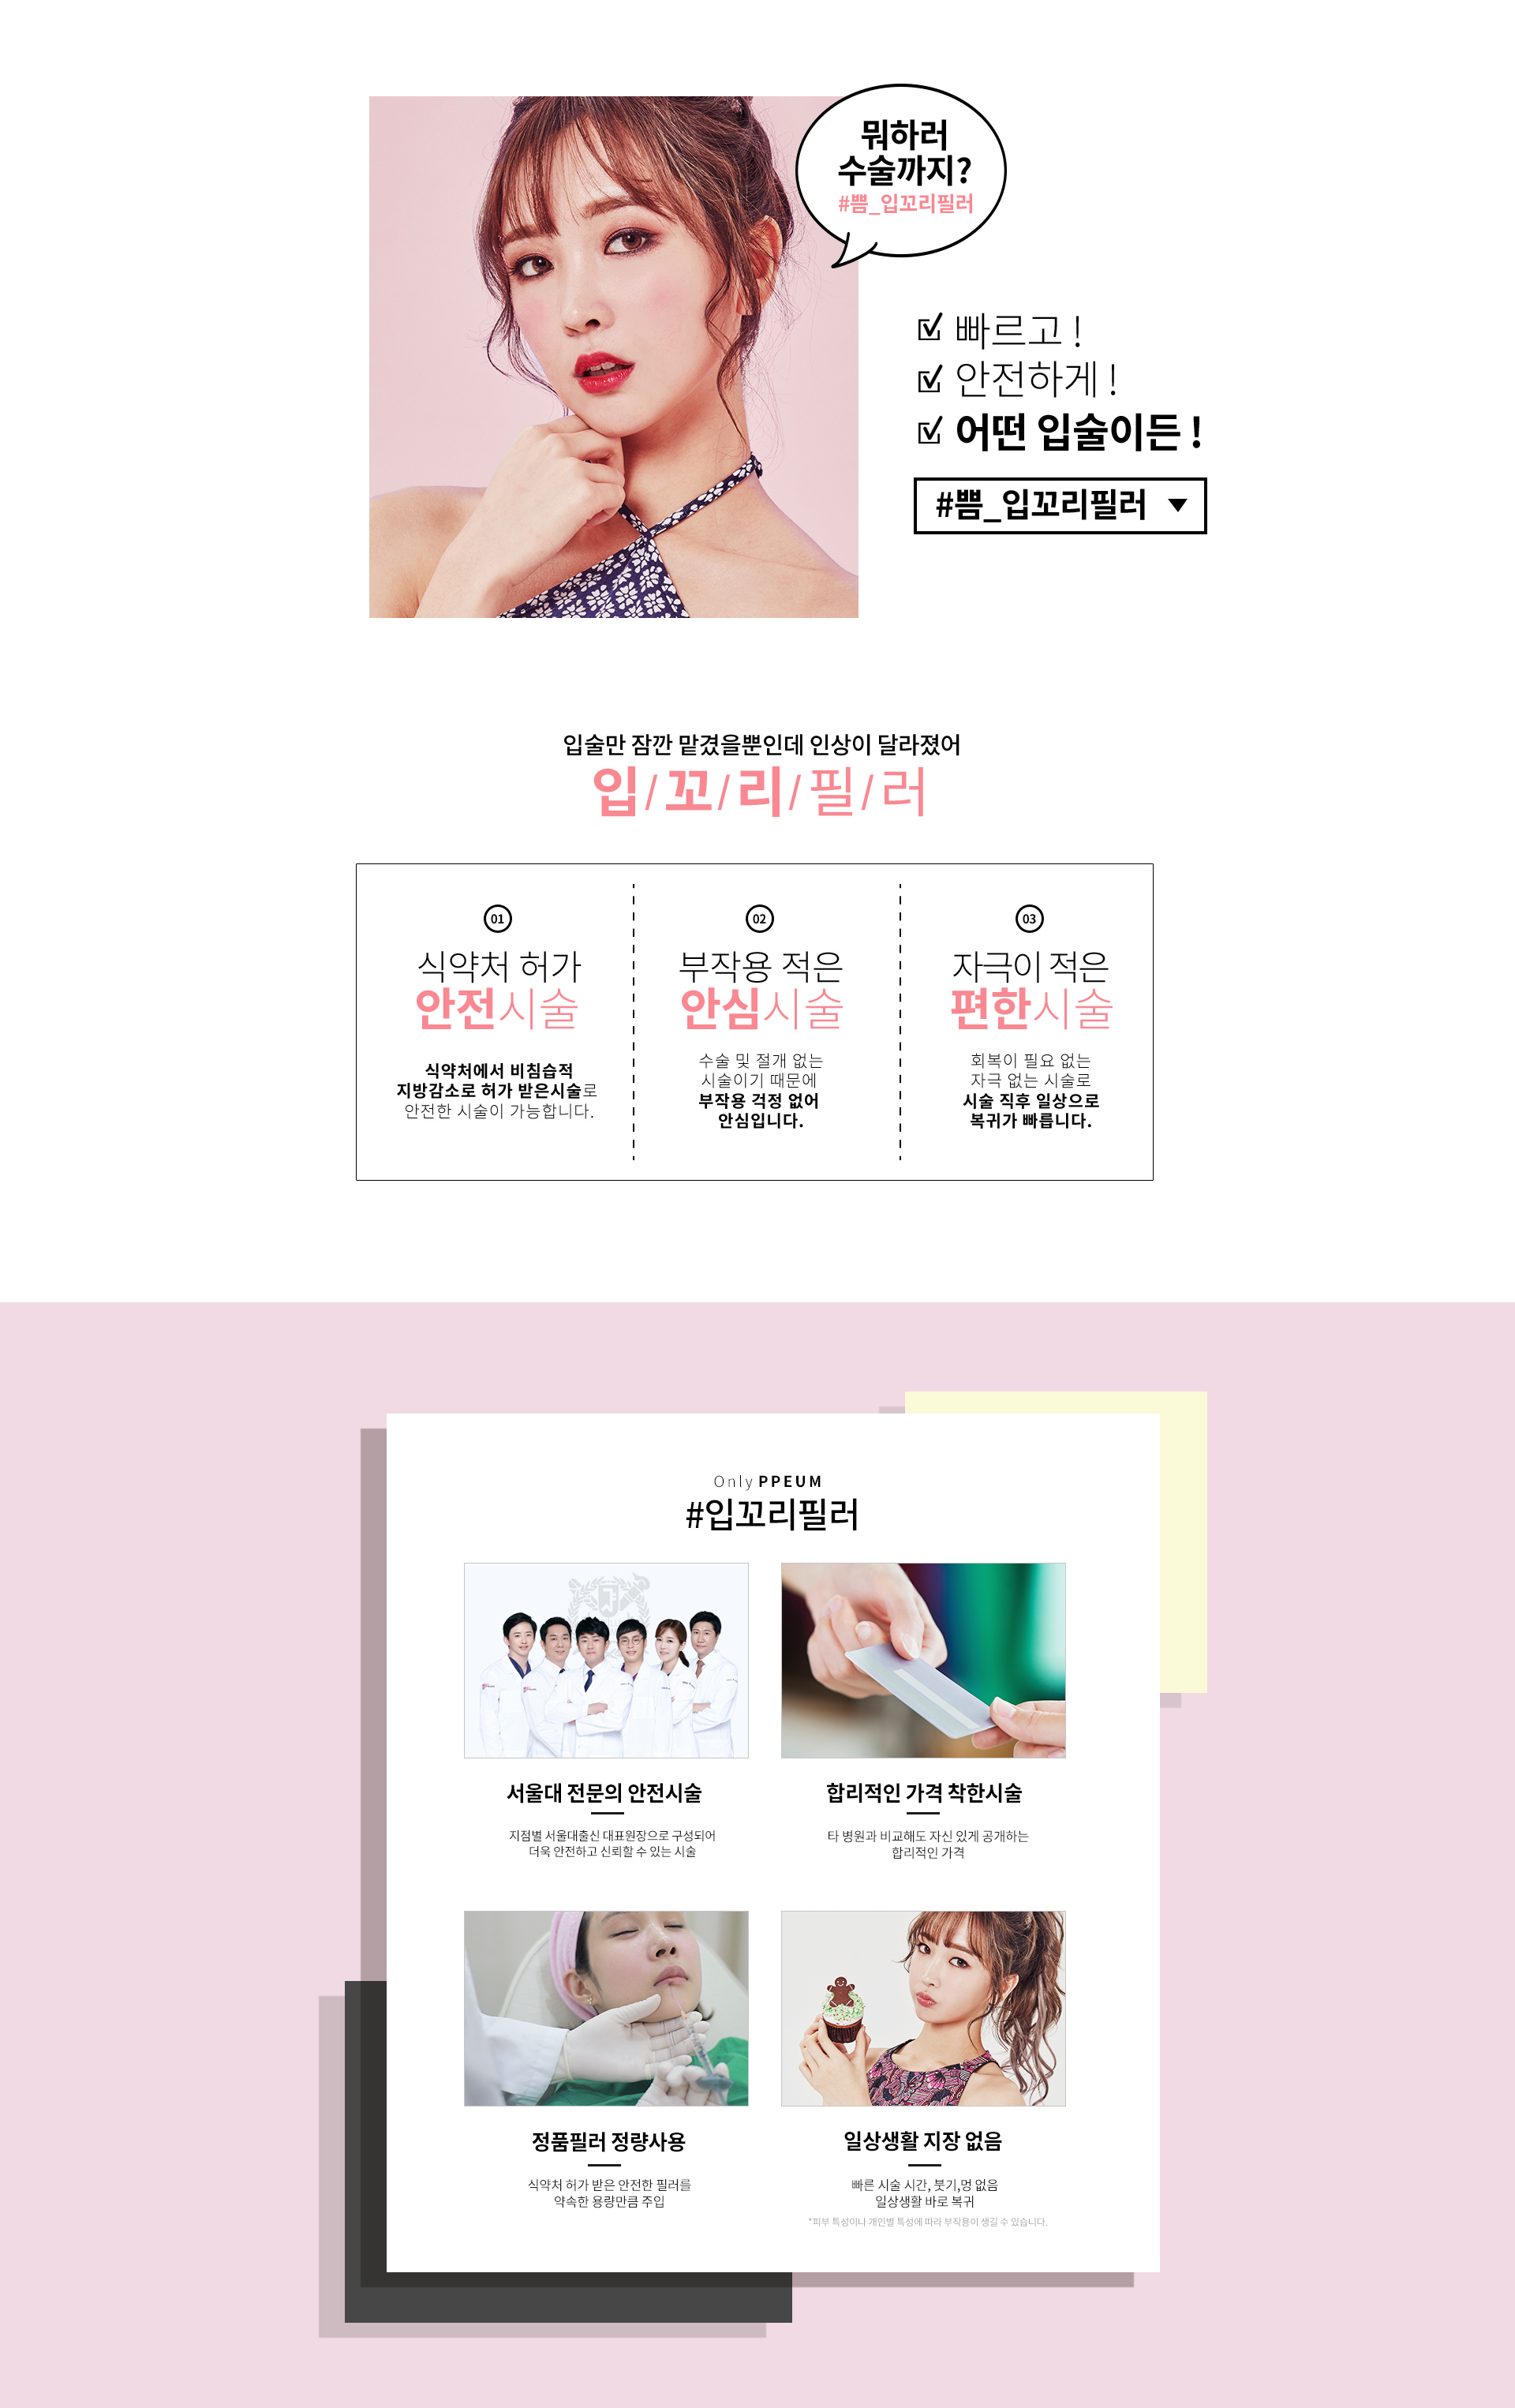 뭐하러
수술까지?
#쁨_입꼬리필러
빠르고 !
안전하게 !
어떤 입술이든 !
#쁨_입꼬리필러
입술만 잠깐 맡겼을뿐인데 인상이 달라졌어
입/꼬/리/필/러
01
식약처 허가
안전시술
식약처에서 비침습적
지방감소로 허가 받은시술로
안전한 시술이 가능합니다.
02
부작용 적은
안심시술
수술 및 절개 없는
시술이기 때문에
부작용 걱정 없어
안심입니다.
03
자극이 적은
편한시술
회복이 필요 없는
자극 없는 시술로
시술 직후 일상으로
복귀가 빠릅니다.
Only PPEUM
#입꼬리필러
서울대 전문의 안전시술
지점별 서울대출신 대표원장으로 구성되어
더욱 안전하고 신뢰할 수 있는 시술
합리적인 가격 착한시술
타 병원과 비교해도 자신 있게 공개하는
합리적인 가격
정품필러 정량사용
식약처 허가 받은 안전한 필러를
약속한 용량만큼 주입
일상생활 지장 없음
빠른 시술 시간, 붓기,멍 없음
일상생활 바로 복귀
*피부 특성이나 개인별 특성에 따라 부작용이 생길 수 있습니다.